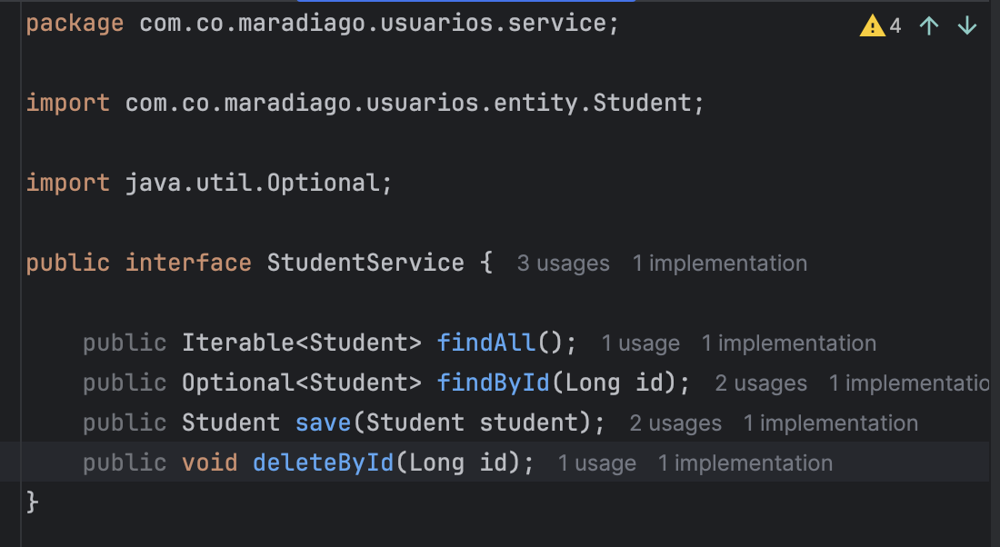 package com.co.maradiago.usuarios.service;
4
import com.co.maradiago.usuarios.entity.Student;
import java.util.Optional;
public interface StudentService { 3 usages 1 implementation
public Iterable<Student> findAll(); 1 usage 1 implementation
public Optional<Student> findById(Long id); 2 usages 1 implementatio
public Student save(Student student); 2 usages 1 implementation
public void deleteById(Long id); 1 usage 1 implementation
}